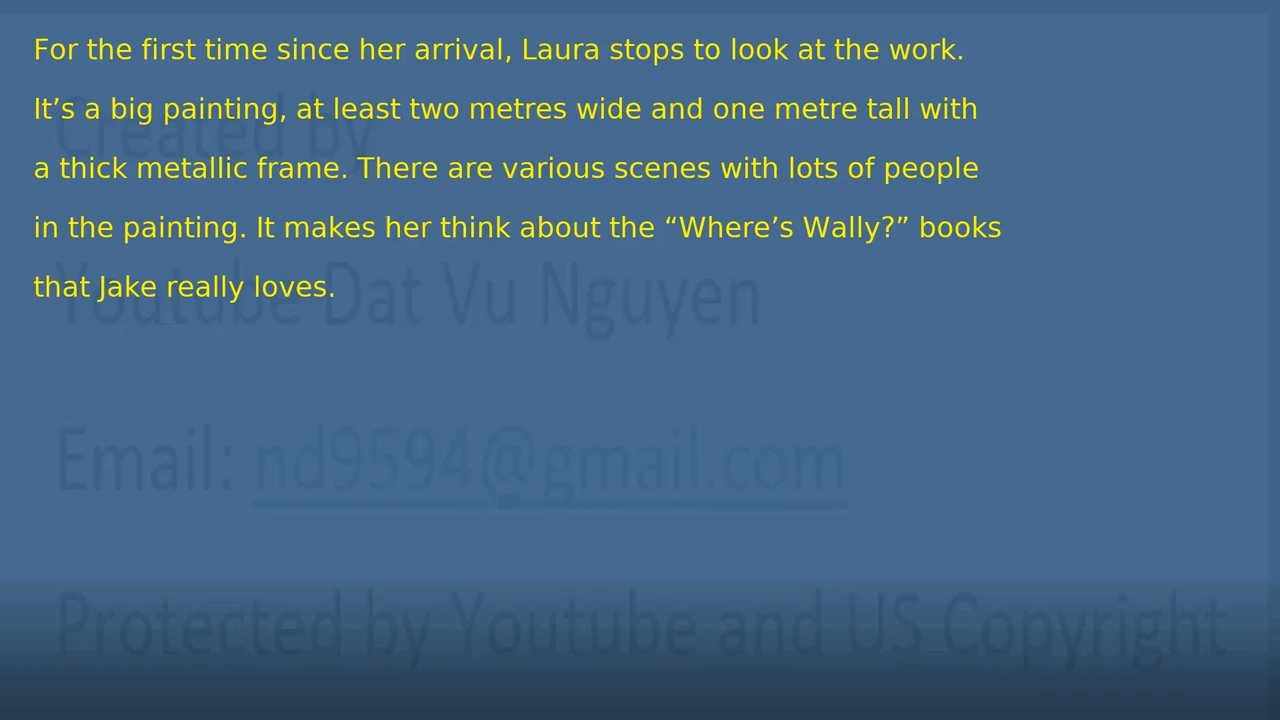 For the first time since her arrival, Laura stops to look at the work.
It’s a big painting, at least two metres wide and one metre tall with
Created by
a thick metallic frame. There are various scenes with lots of people
in the painting. It makes her think about the “Where’s Wally?” books
that Jake really loves.
Youtube Dat Vu Nguyen
Email: nd9594@gmail.com
Protected by Youtube and US Copyright